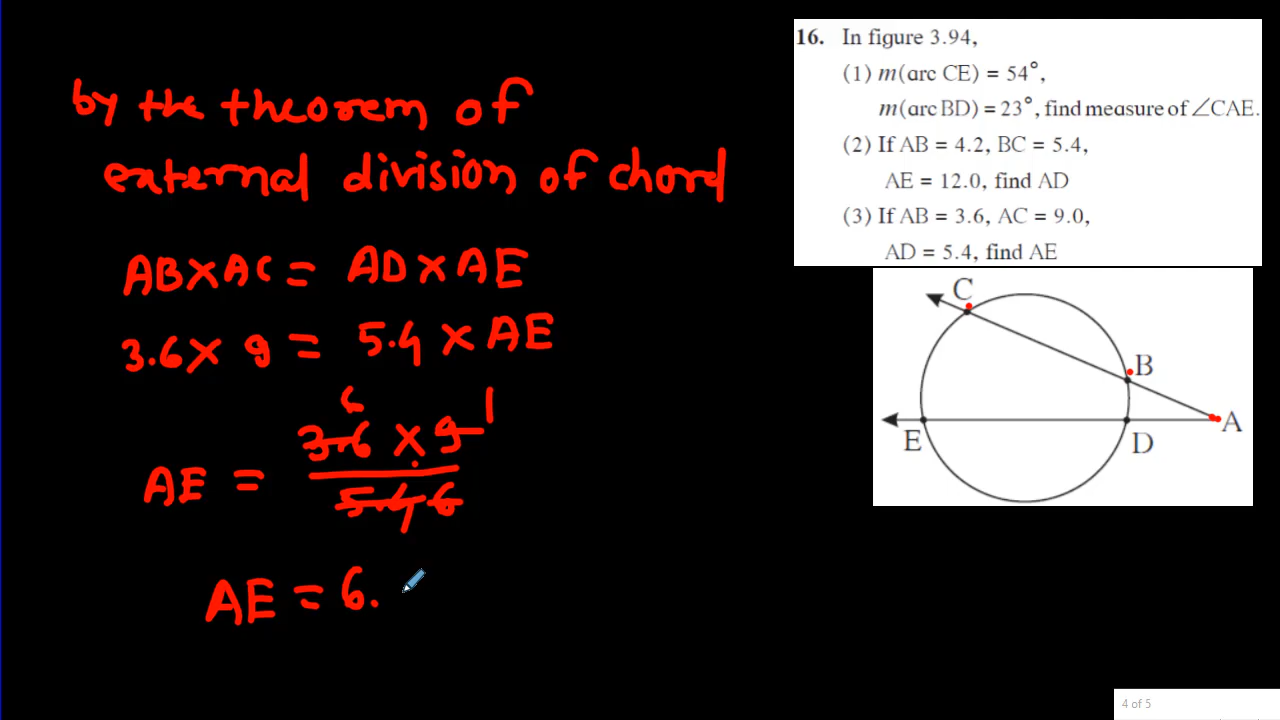 by the theorem of
external division of chord
AB×AC = AD×AE
3.6× 9 = 5.4 × AE
6 1
AE = 3.6 × 9
5.4 6
AE = 6.
16. In figure 3.94,
(1) m(arc CE) = 54°,
m(arc BD) = 23°, find measure of ∠CAE.
(2) If AB = 4.2, BC = 5.4,
AE = 12.0, find AD
(3) If AB = 3.6, AC = 9.0,
AD = 5.4, find AE
C
B
A
E
D
4 of 5